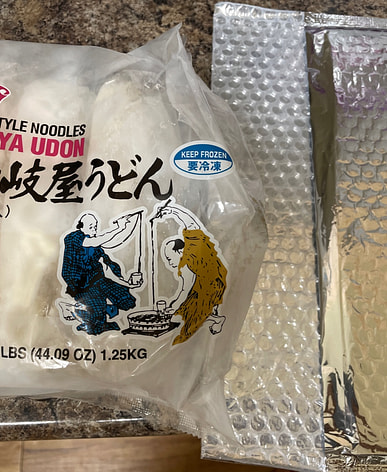 TYLE NOODLES
YA UDON
KEEP FROZEN
要冷凍
岐屋うどん
LBS (44.09 OZ) 1.25KG